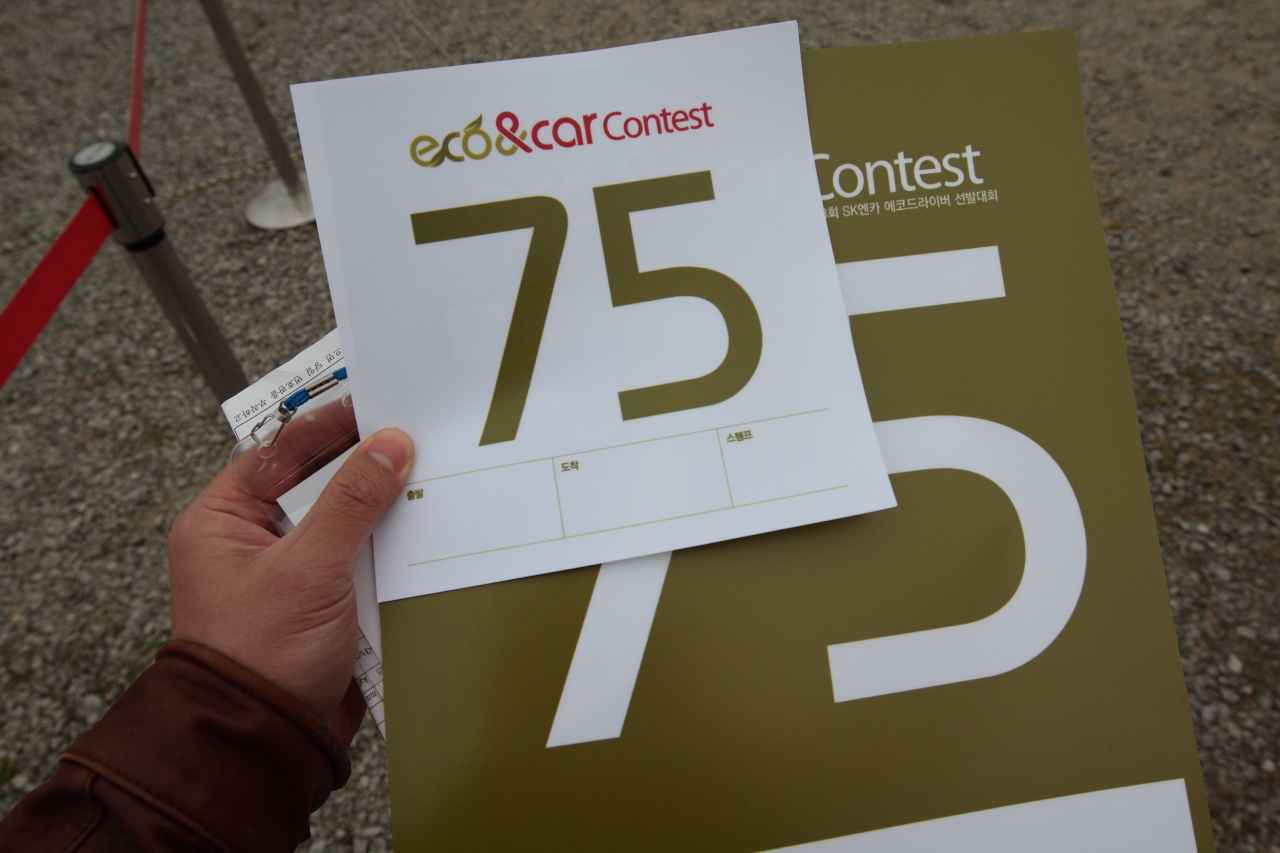 eco&car Contest
75
출발
도착
스탬프
Contest
회 SK엔카 에코드라이버 선발대회
75